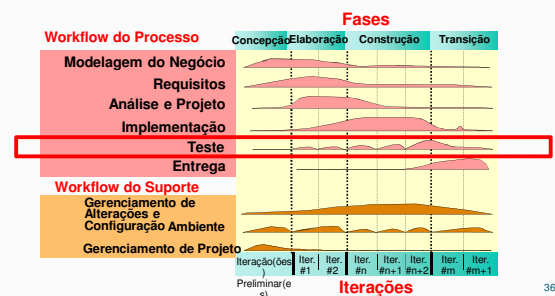 Fases
Workflow do Processo
Concepção Elaboração Construção Transição
Modelagem do Negócio
Requisitos
Análise e Projeto
Implementação
Teste
Entrega
Workflow do Suporte
Gerenciamento de
Alterações e
Configuração Ambiente
Gerenciamento de Projeto
Iteração(ões
)
Preliminar(e
s)
Iter. #1
Iter. #2
Iter. #n
Iter. #n+1
Iter. #n+2
Iter. #m
Iter. #m+1
Iterações
36